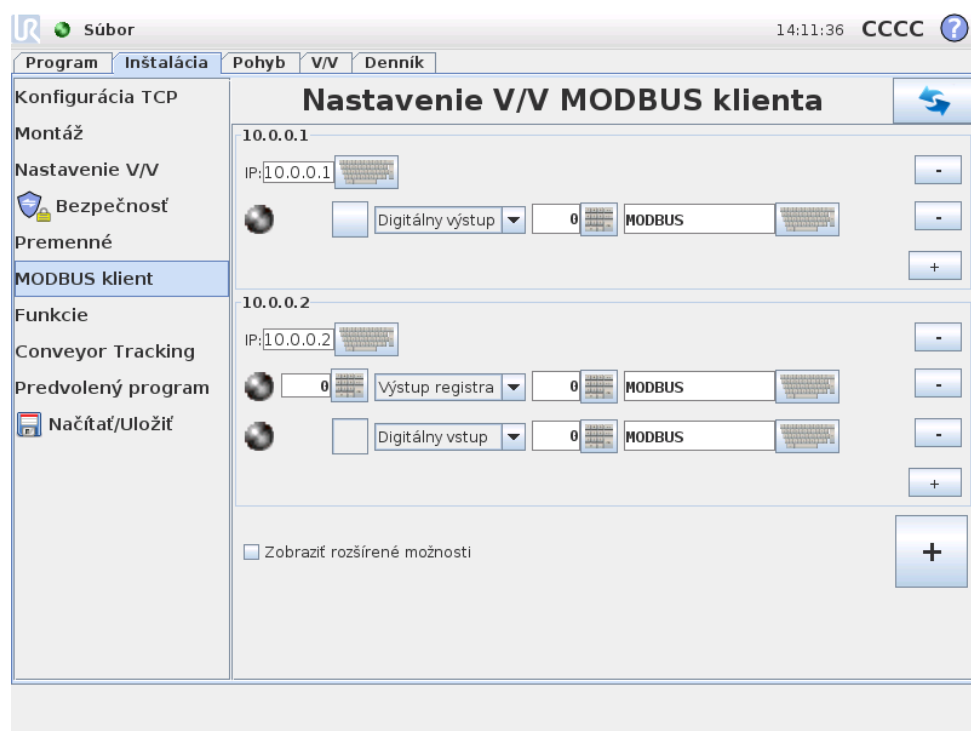 UR Súbor 14:11:36 CCCC ?
Program Inštalácia Pohyb V/V Denník
Konfigurácia TCP
Montáž
Nastavenie V/V
Bezpečnosť
Premenné
MODBUS klient
Funkcie
Conveyor Tracking
Predvolený program
Načítať/Uložiť
Nastavenie V/V MODBUS klienta
10.0.0.1
IP: 10.0.0.1 -
Digitálny výstup 0 MODBUS -
+
10.0.0.2
IP: 10.0.0.2 -
0 Výstup registra 0 MODBUS -
Digitálny vstup 0 MODBUS -
+
Zobraziť rozšírené možnosti +